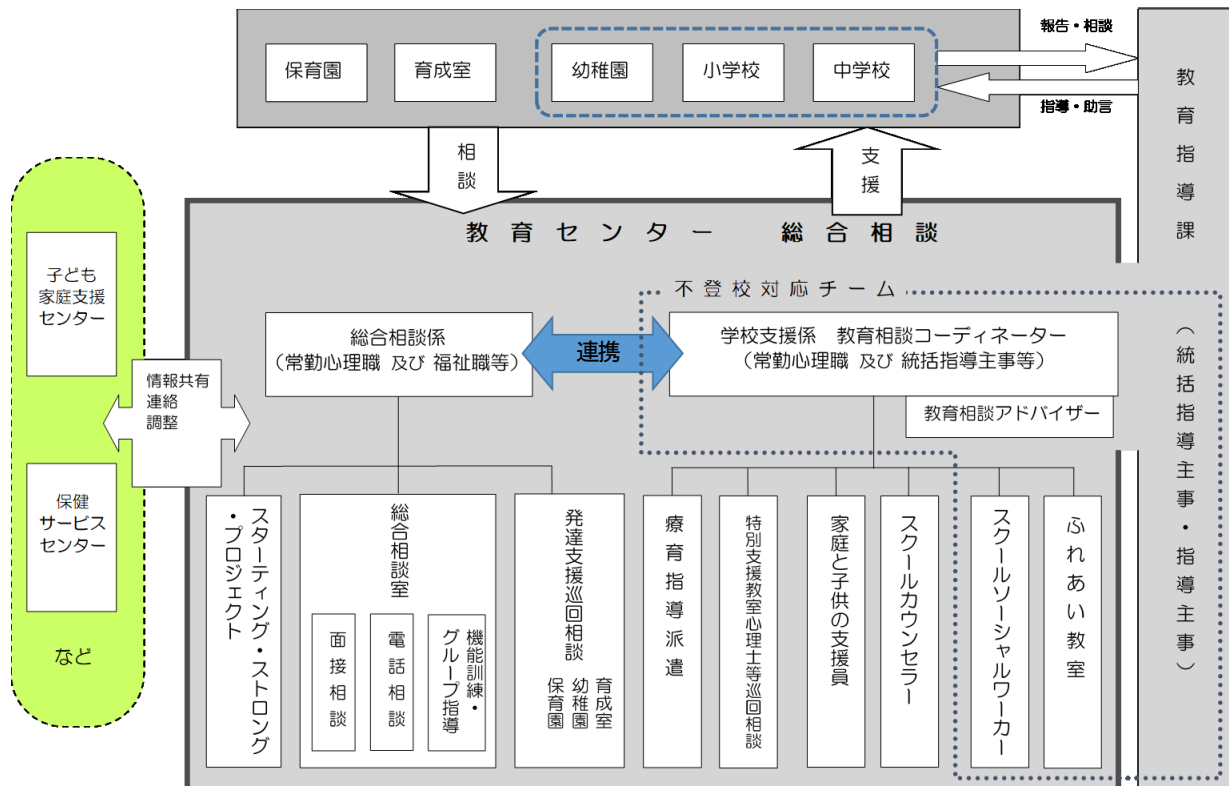 保育園
育成室
幼稚園
小学校
中学校
報告・相談
指導・助言
教育指導課
（統括指導主事・指導主事）
相談
支援
教育センター 総合相談
子ども
家庭支援
センター
保健
サービス
センター
など
情報共有
連絡
調整
不登校対応チーム
総合相談係
（常勤心理職 及び 福祉職等）
連携
学校支援係 教育相談コーディネーター
（常勤心理職 及び 統括指導主事等）
教育相談アドバイザー
スターティング・ストロング
・プロジェクト
総合相談室
面接相談
電話相談
機能訓練・
グループ指導
発達支援巡回相談
育成室
幼稚園
保育園
療育指導派遣
特別支援教室心理士等巡回相談
家庭と子供の支援員
スクールカウンセラー
スクールソーシャルワーカー
ふれあい教室